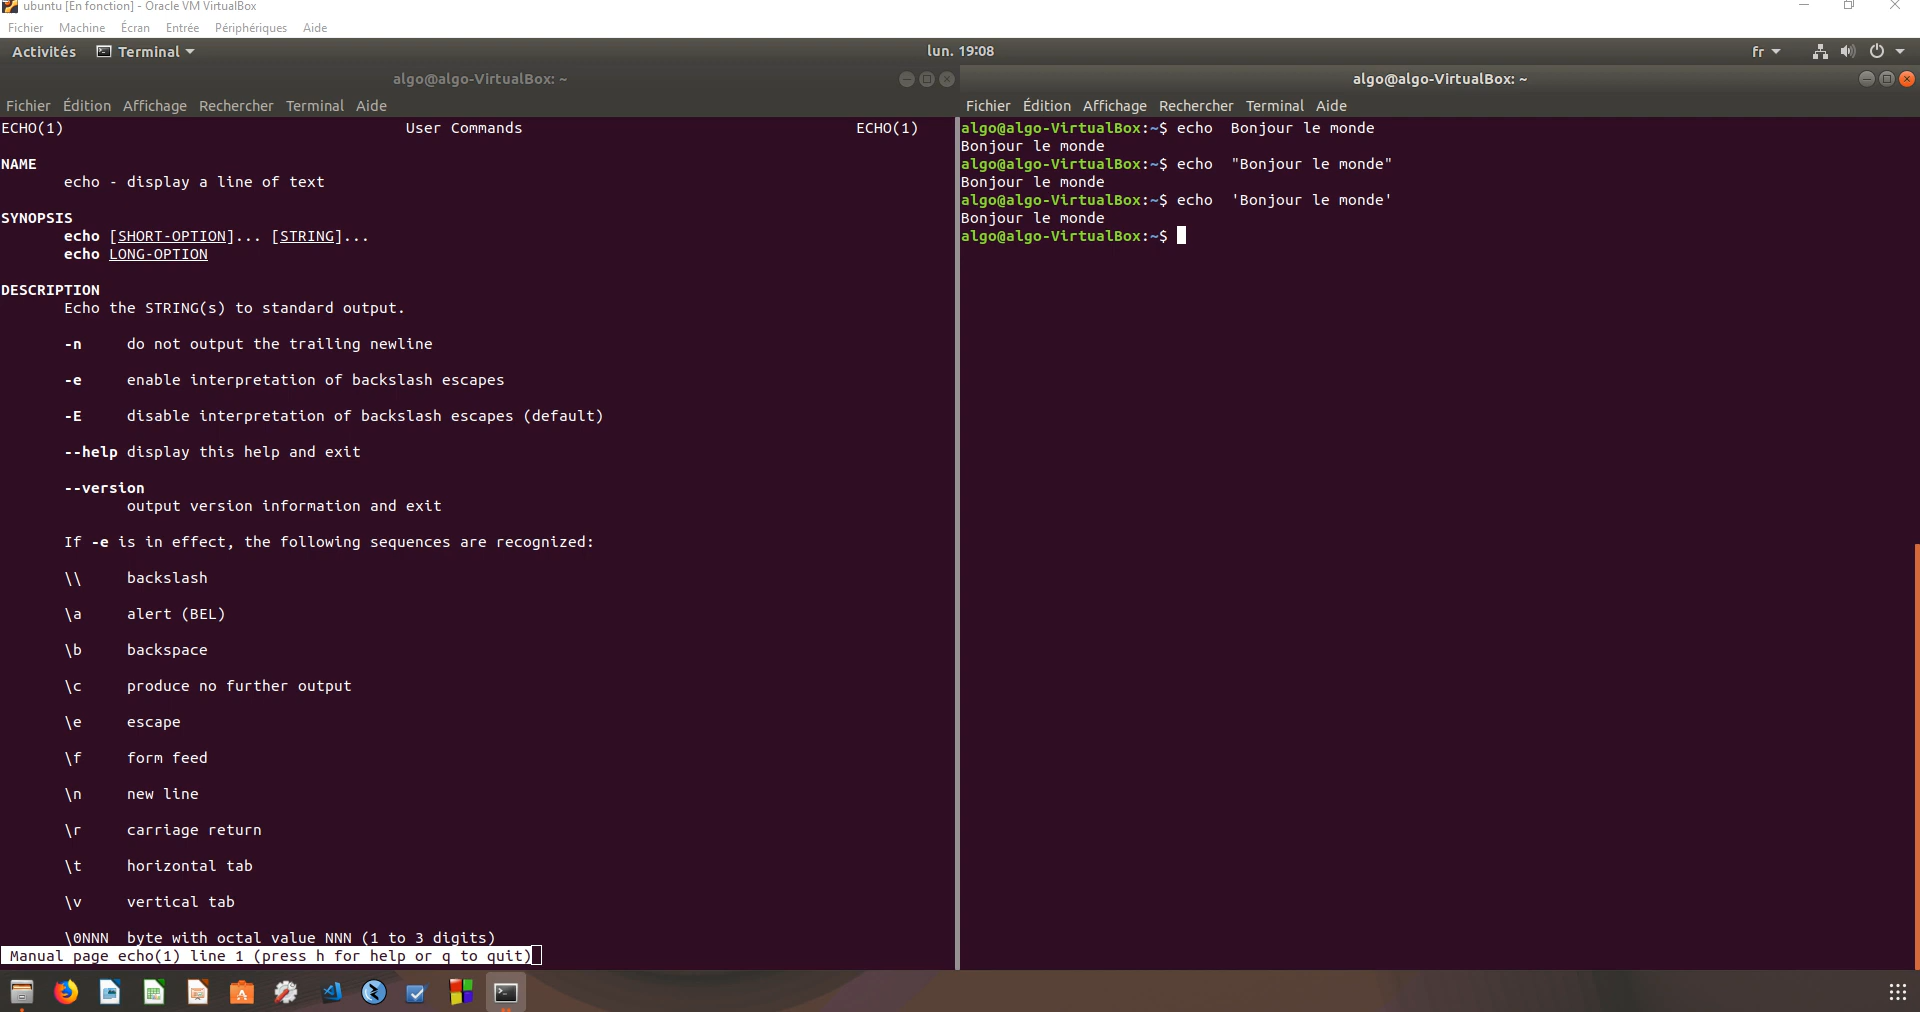 ubuntu [En fonction] - Oracle VM VirtualBox
Fichier Machine Écran Entrée Périphériques Aide
Activités Terminal lun. 19:08 fr
algo@algo-VirtualBox: ~
Fichier Édition Affichage Rechercher Terminal Aide
ECHO(1) User Commands ECHO(1)
NAME
echo - display a line of text
SYNOPSIS
echo [SHORT-OPTION]... [STRING]...
echo LONG-OPTION
DESCRIPTION
Echo the STRING(s) to standard output.
-n do not output the trailing newline
-e enable interpretation of backslash escapes
-E disable interpretation of backslash escapes (default)
--help display this help and exit
--version
output version information and exit
If -e is in effect, the following sequences are recognized:
\\ backslash
\a alert (BEL)
\b backspace
\c produce no further output
\e escape
\f form feed
\n new line
\r carriage return
\t horizontal tab
\v vertical tab
\0NNN byte with octal value NNN (1 to 3 digits)
Manual page echo(1) line 1 (press h for help or q to quit)
algo@algo-VirtualBox: ~
Fichier Édition Affichage Rechercher Terminal Aide
algo@algo-VirtualBox:~$ echo  Bonjour le monde
Bonjour le monde
algo@algo-VirtualBox:~$ echo  "Bonjour le monde"
Bonjour le monde
algo@algo-VirtualBox:~$ echo  'Bonjour le monde'
Bonjour le monde
algo@algo-VirtualBox:~$